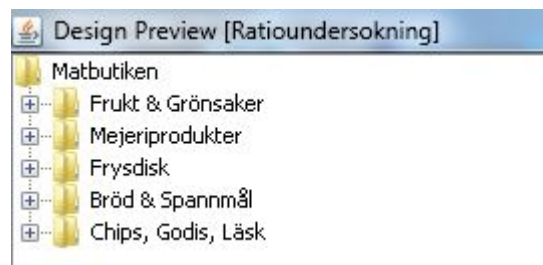 Design Preview [Ratioundersokning]
Matbutiken
Frukt & Grönsaker
Mejeriprodukter
Frysdisk
Bröd & Spannmål
Chips, Godis, Läsk